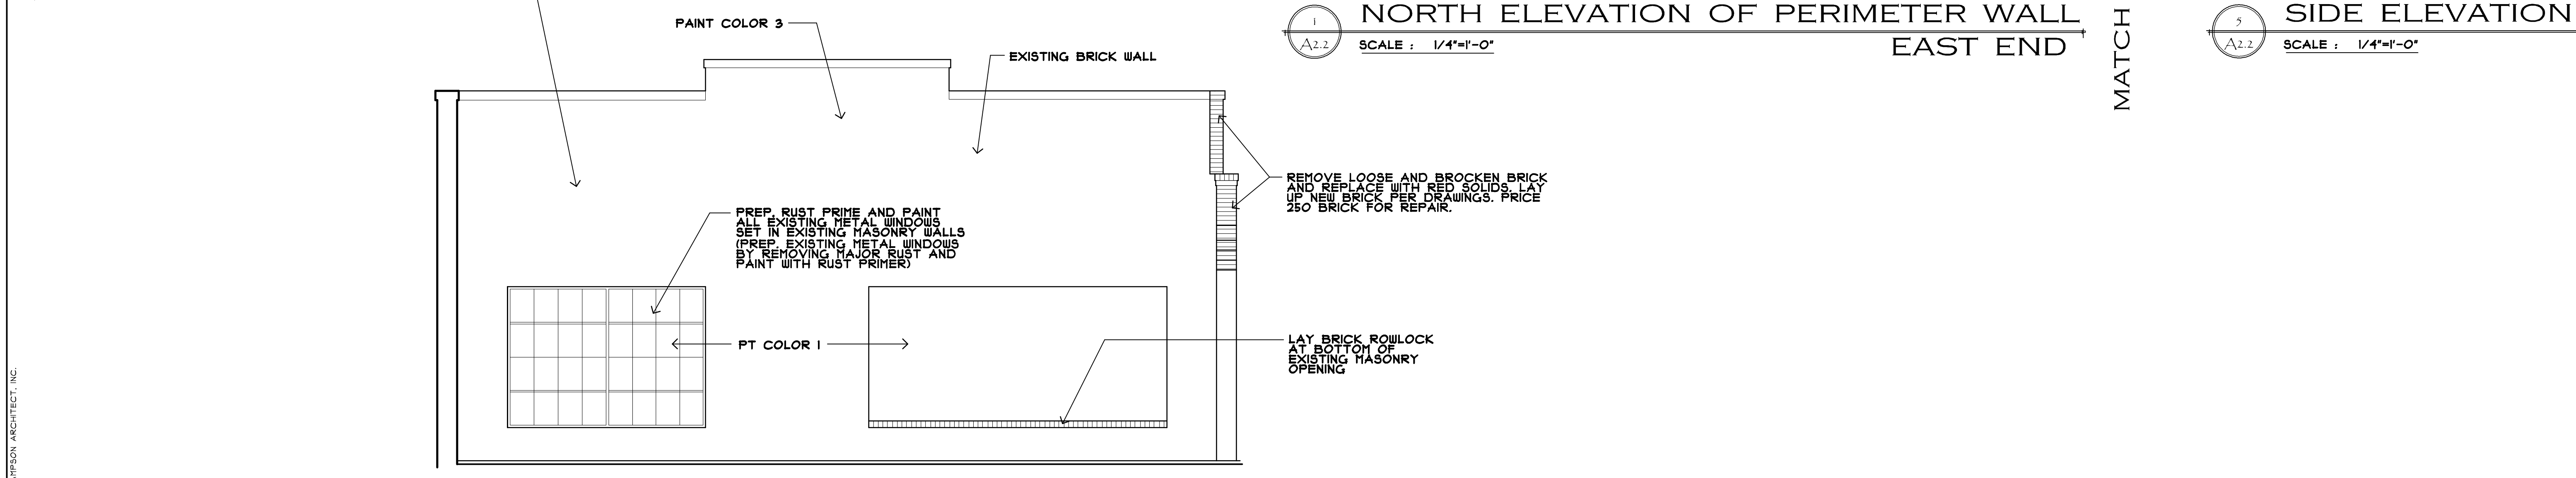 PAINT COLOR 3
EXISTING BRICK WALL
1
A2.2
NORTH ELEVATION OF PERIMETER WALL
SCALE : 1/4"=1'-0"
EAST END
MATCH
5
A2.2
SIDE ELEVATION
SCALE : 1/4"=1'-0"
REMOVE LOOSE AND BROCKEN BRICK
AND REPLACE WITH RED SOLIDS. LAY
UP NEW BRICK PER DRAWINGS. PRICE
250 BRICK FOR REPAIR.
PREP, RUST PRIME AND PAINT
ALL EXISTING METAL WINDOWS
SET IN EXISTING MASONRY WALLS
(PREP. EXISTING METAL WINDOWS
BY REMOVING MAJOR RUST AND
PAINT WITH RUST PRIMER)
PT COLOR 1
LAY BRICK ROWLOCK
AT BOTTOM OF
EXISTING MASONRY
OPENING
MPSON ARCHITECT, INC.